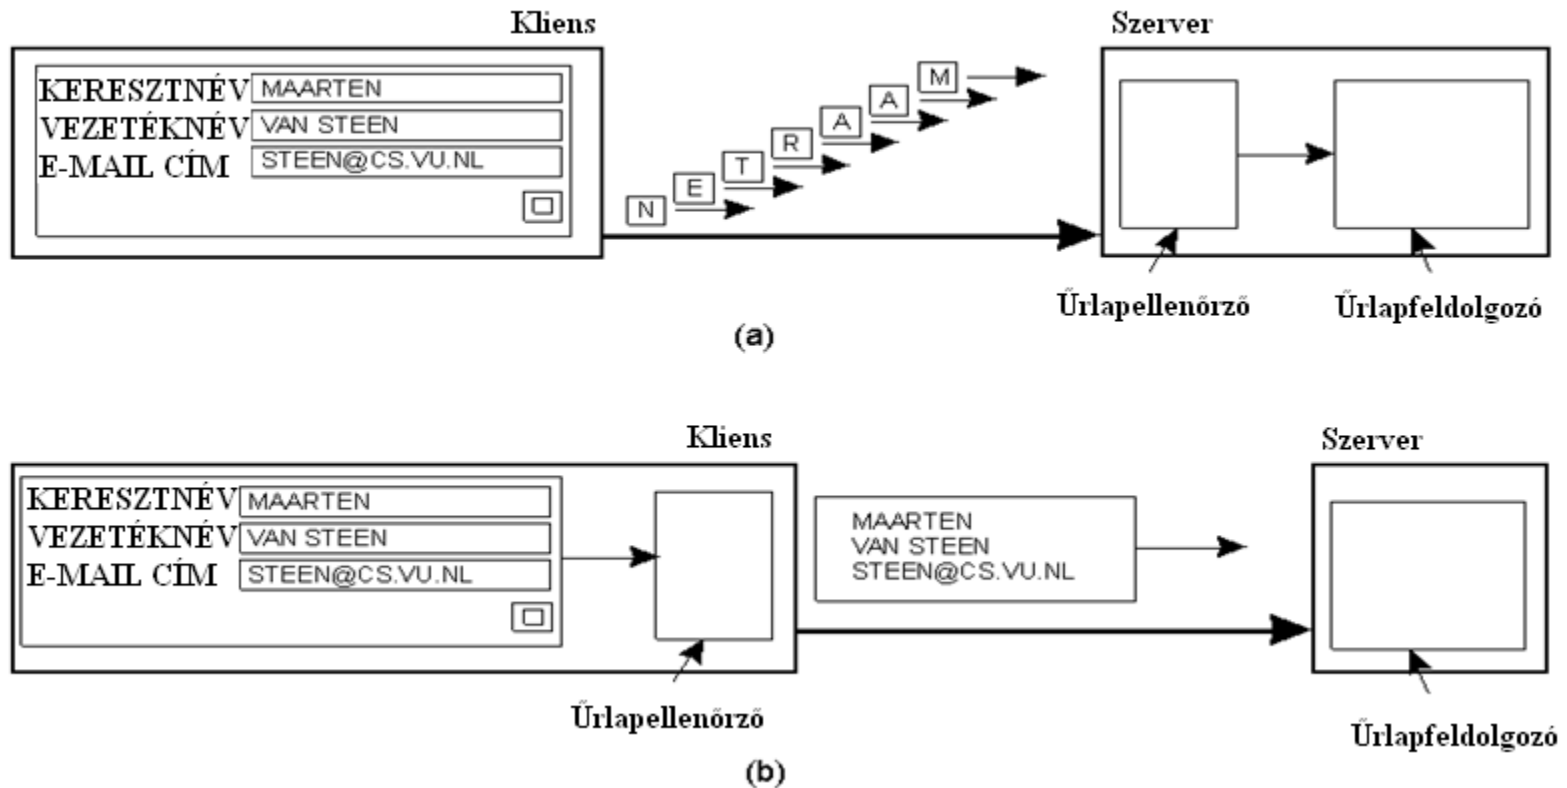 Kliens
Szerver
KERESZTNÉV MAARTEN
VEZETÉKNÉV VAN STEEN
E-MAIL CÍM STEEN@CS.VU.NL
N E T R A A M
Űrlapellenőrző
Űrlapfeldolgozó
(a)
Kliens
Szerver
KERESZTNÉV MAARTEN
VEZETÉKNÉV VAN STEEN
E-MAIL CÍM STEEN@CS.VU.NL
MAARTEN
VAN STEEN
STEEN@CS.VU.NL
Űrlapellenőrző
Űrlapfeldolgozó
(b)